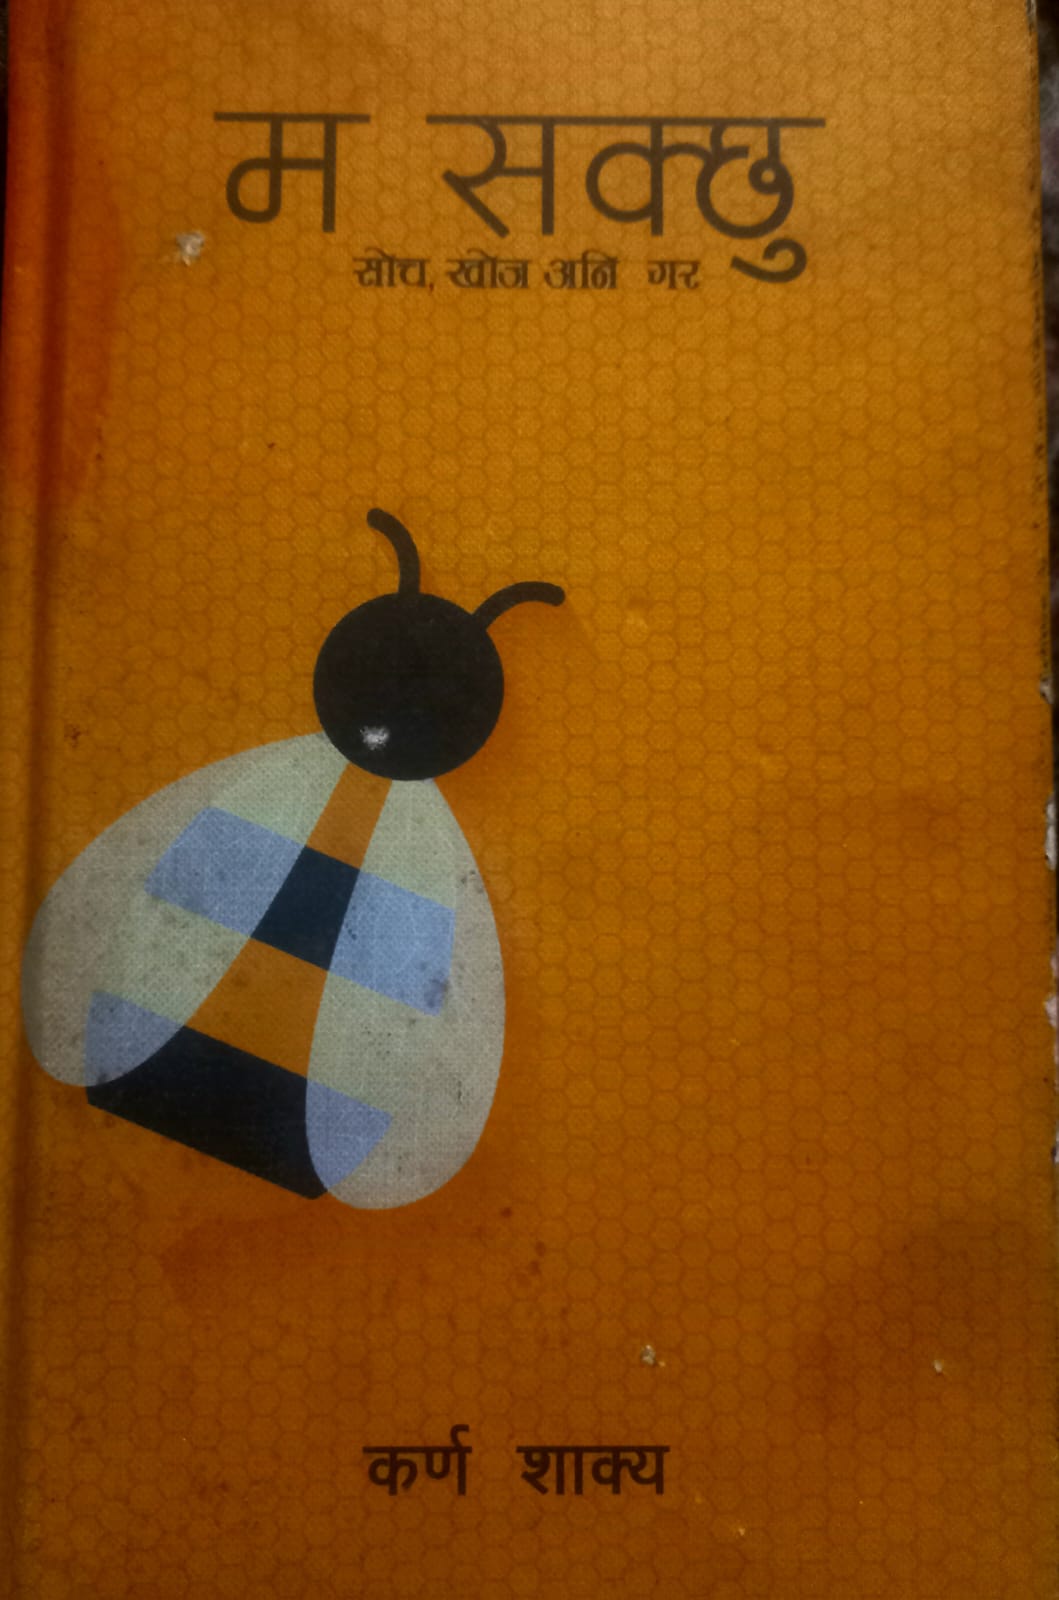 म सक्छु
सोच, खोज अनि गर
कर्ण शाक्य